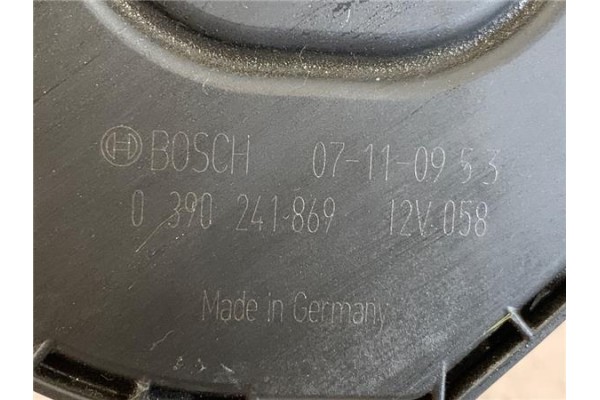 BOSCH 07-11-09 53
0 390 241 869 12V 058
Made in Germany